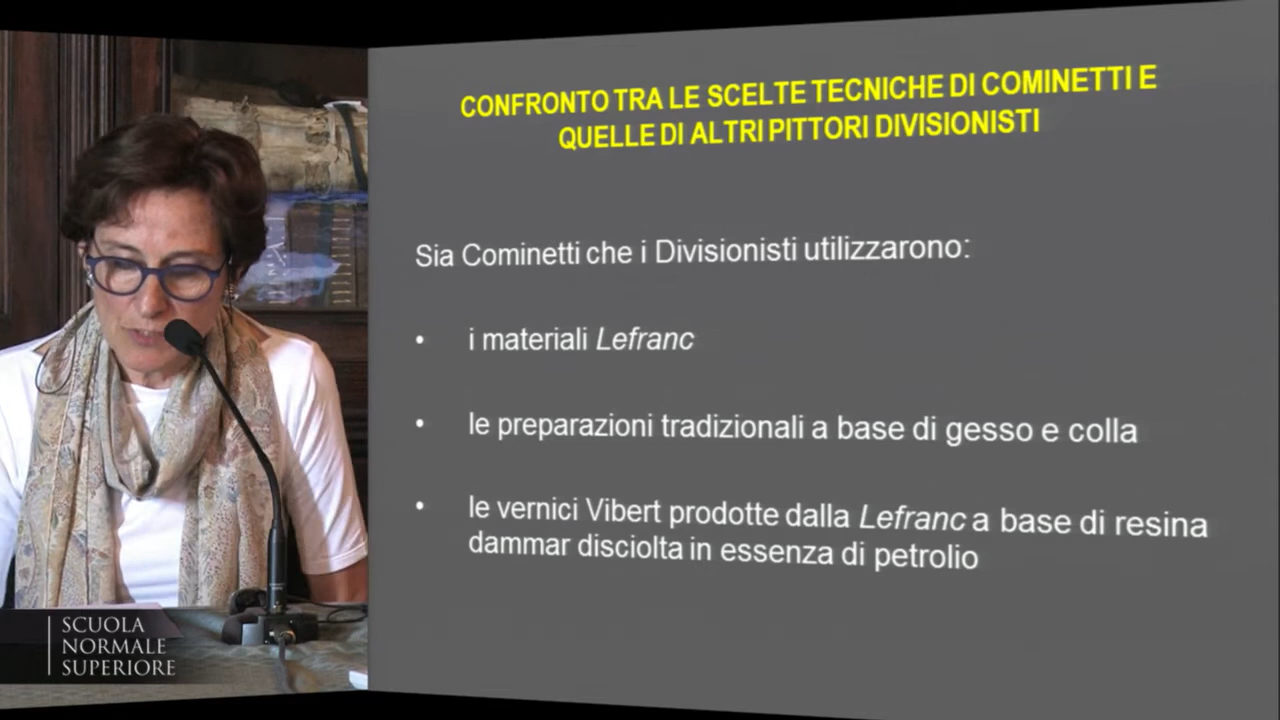 CONFRONTO TRA LE SCELTE TECNICHE DI COMINETTI E
QUELLE DI ALTRI PITTORI DIVISIONISTI
Sia Cominetti che i Divisionisti utilizzarono:
• i materiali Lefranc
• le preparazioni tradizionali a base di gesso e colla
• le vernici Vibert prodotte dalla Lefranc a base di resina
dammar disciolta in essenza di petrolio
SCUOLA
NORMALE
SUPERIORE